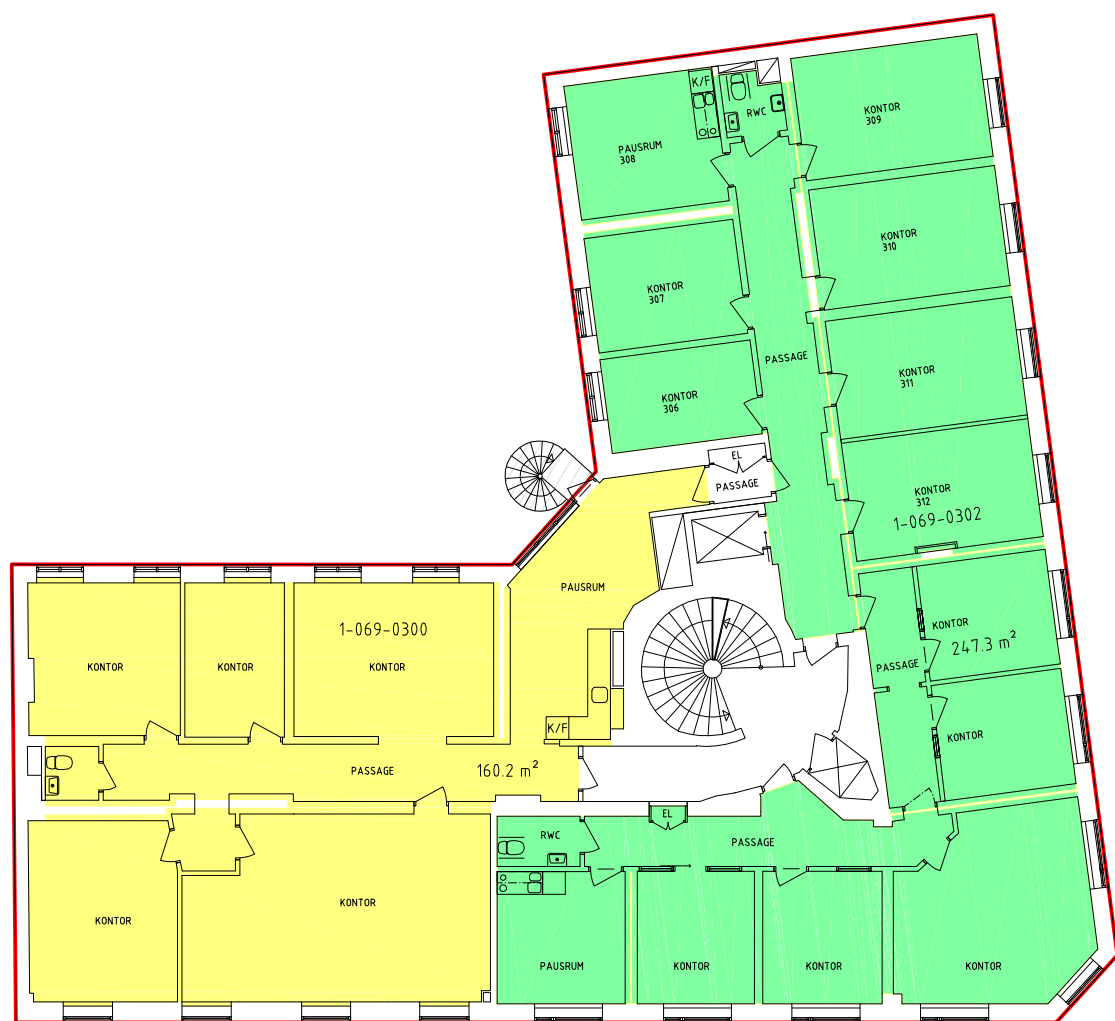 K/F
RWC
KONTOR
309
PAUSRUM
308
KONTOR
310
KONTOR
307
PASSAGE
KONTOR
311
KONTOR
306
EL
PASSAGE
KONTOR
312
1-069-0302
PAUSRUM
1-069-0300
KONTOR
KONTOR
KONTOR
KONTOR
247.3 m²
PASSAGE
K/F
KONTOR
PASSAGE
160.2 m²
EL
RWC
PASSAGE
KONTOR
KONTOR
PAUSRUM
KONTOR
KONTOR
KONTOR